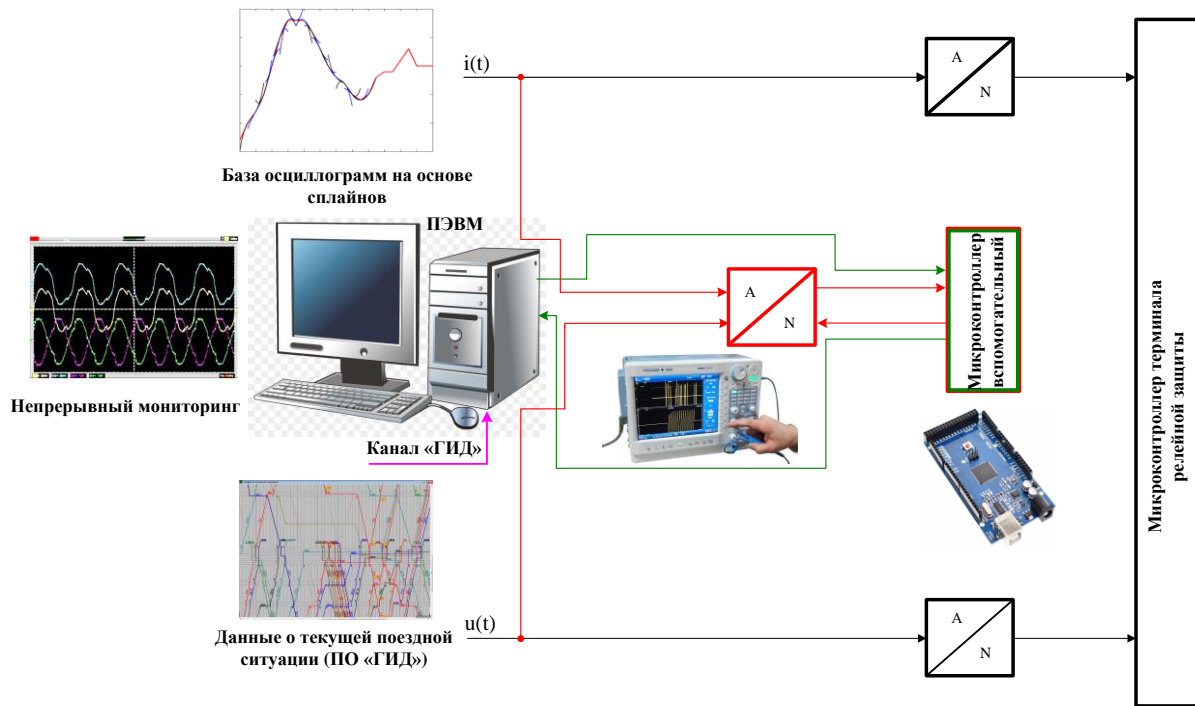 i(t)
A
N
База осциллограмм на основе
сплайнов
ПЭВМ
Непрерывный мониторинг
A
N
Микроконтроллер
вспомогательный
Микроконтроллер терминала
релейной защиты
Канал «ГИД»
Данные о текущей поездной
ситуации (ПО «ГИД»)
u(t)
A
N